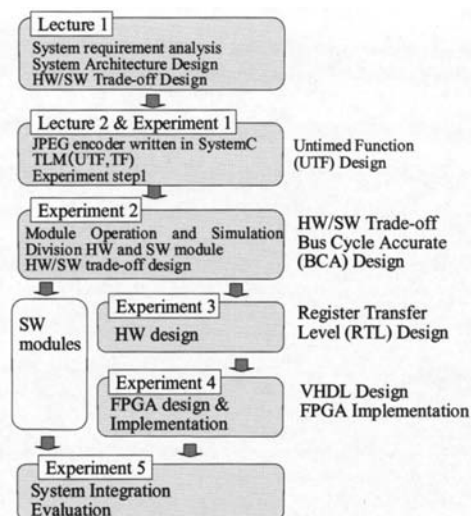 Lecture 1
System requirement analysis
System Architecture Design
HW/SW Trade-off Design
Lecture 2 & Experiment 1
JPEG encoder written in SystemC
TLM(UTF,TF)
Experiment step1
Untimed Function
(UTF) Design
Experiment 2
Module Operation and Simulation
Division HW and SW module
HW/SW trade-off design
HW/SW Trade-off
Bus Cycle Accurate
(BCA) Design
SW
modules
Experiment 3
HW design
Register Transfer
Level (RTL) Design
Experiment 4
FPGA design &
Implementation
VHDL Design
FPGA Implementation
Experiment 5
System Integration
Evaluation